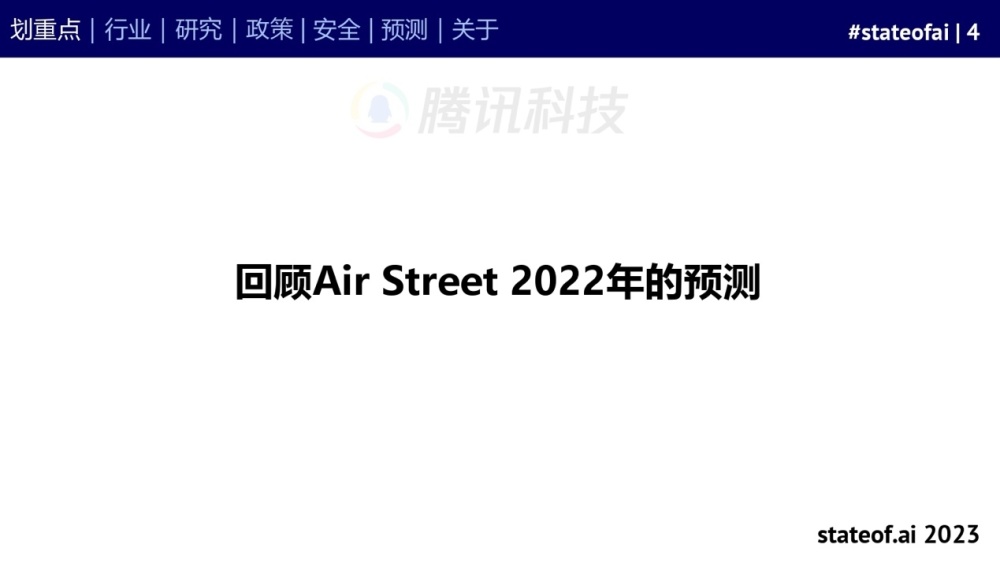 划重点 | 行业 | 研究 | 政策 | 安全 | 预测 | 关于
#stateofai | 4
腾讯科技
回顾Air Street 2022年的预测
stateof.ai 2023